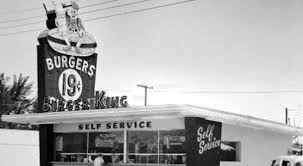 BURGERS
19¢
BURGER KING
SELF SERVICE
Self
Service